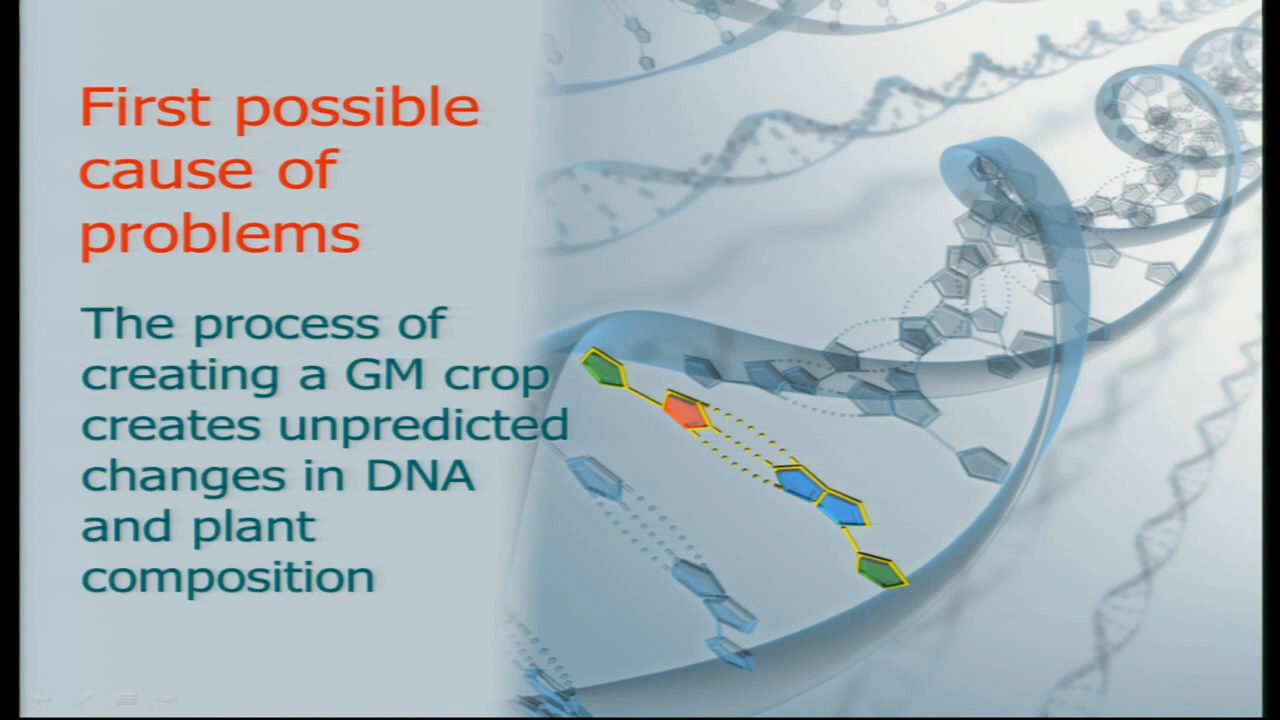 First possible
cause of
problems
The process of
creating a GM crop
creates unpredicted
changes in DNA
and plant
composition